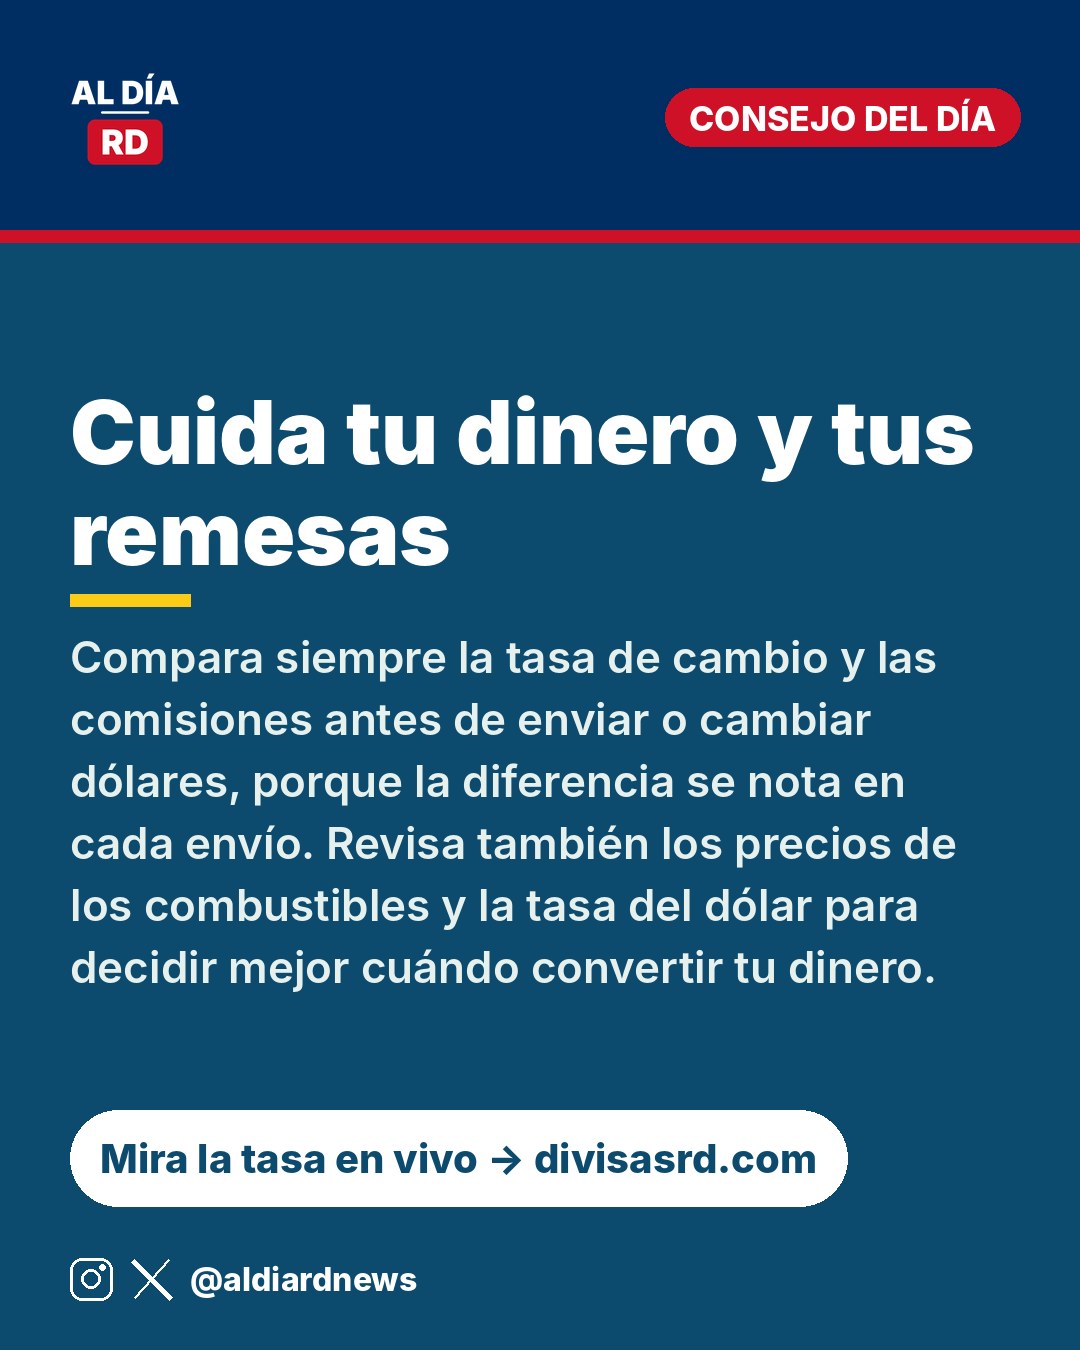 AL DÍA
RD
CONSEJO DEL DÍA
Cuida tu dinero y tus
remesas
Compara siempre la tasa de cambio y las
comisiones antes de enviar o cambiar
dólares, porque la diferencia se nota en
cada envío. Revisa también los precios de
los combustibles y la tasa del dólar para
decidir mejor cuándo convertir tu dinero.
Mira la tasa en vivo → divisasrd.com
@aldiardnews